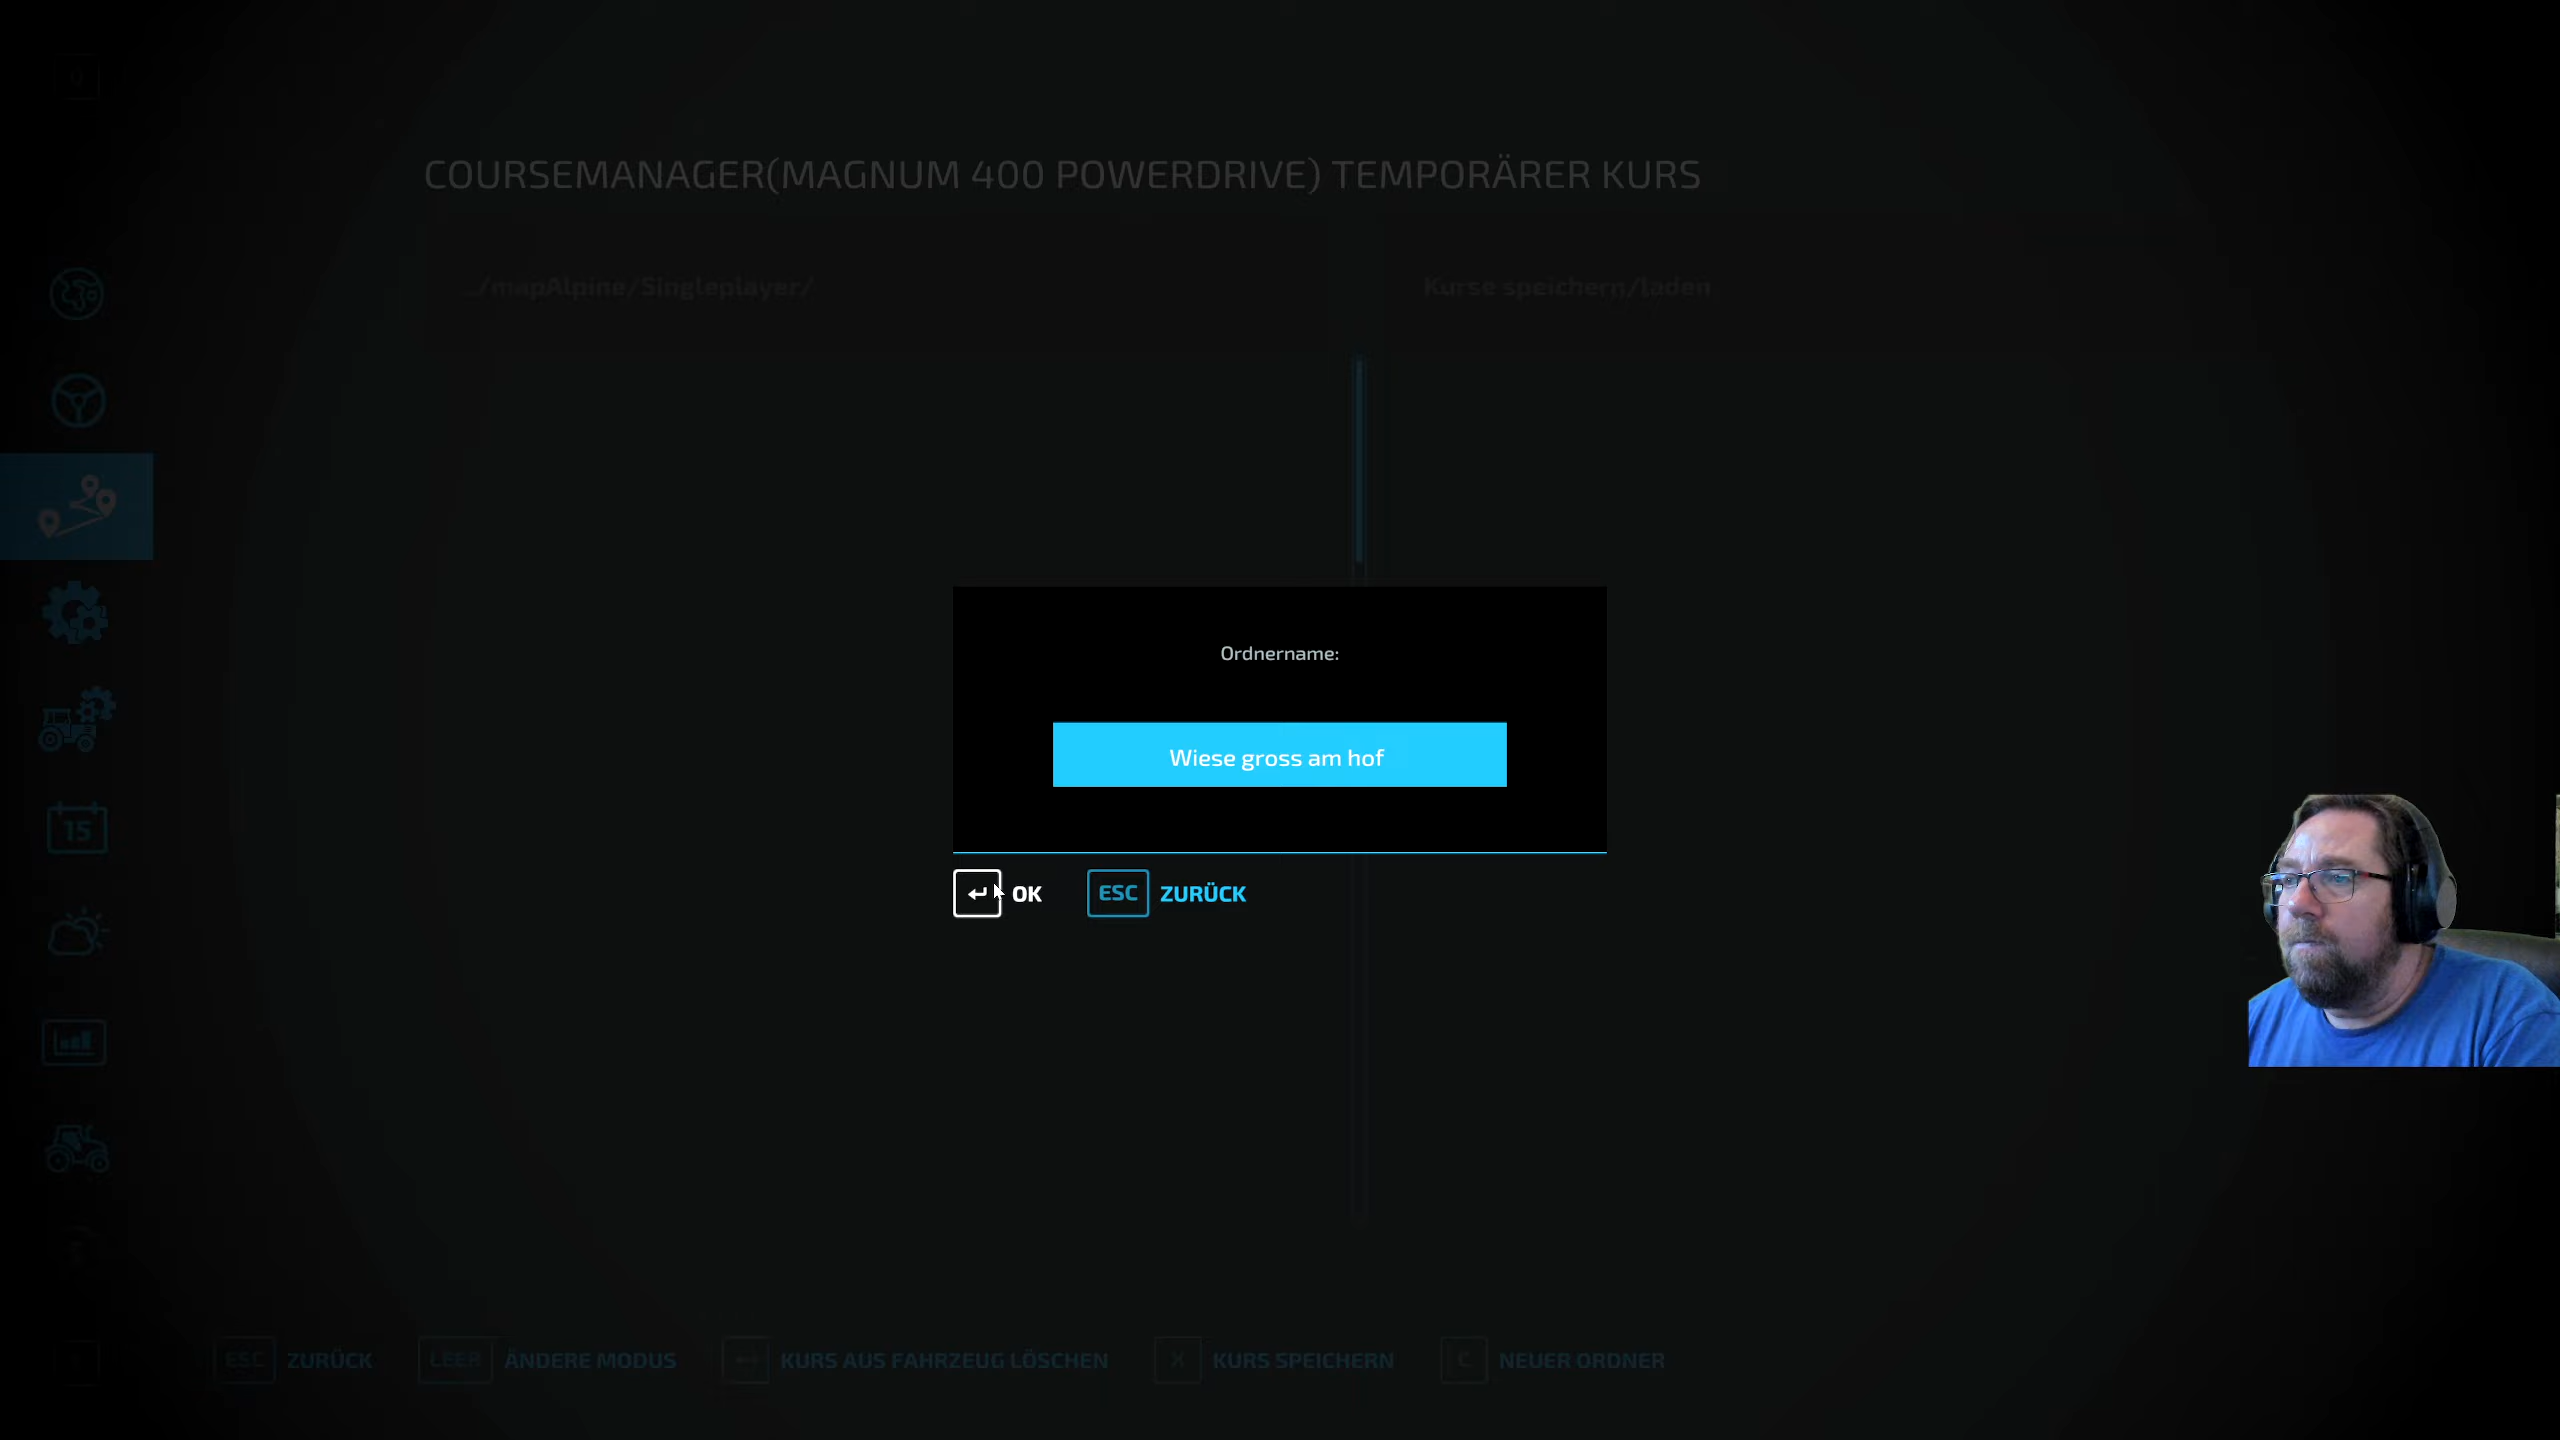 Q
COURSEMANAGER(MAGNUM 400 POWERDRIVE) TEMPORÄRER KURS
../mapAlpine/Singleplayer/
Kurse speichern/laden
Ordnername:
Wiese gross am hof
OK
ESC ZURÜCK
15
ESC ZURÜCK
LEER ÄNDERE MODUS
KURS AUS FAHRZEUG LÖSCHEN
X KURS SPEICHERN
C NEUER ORDNER